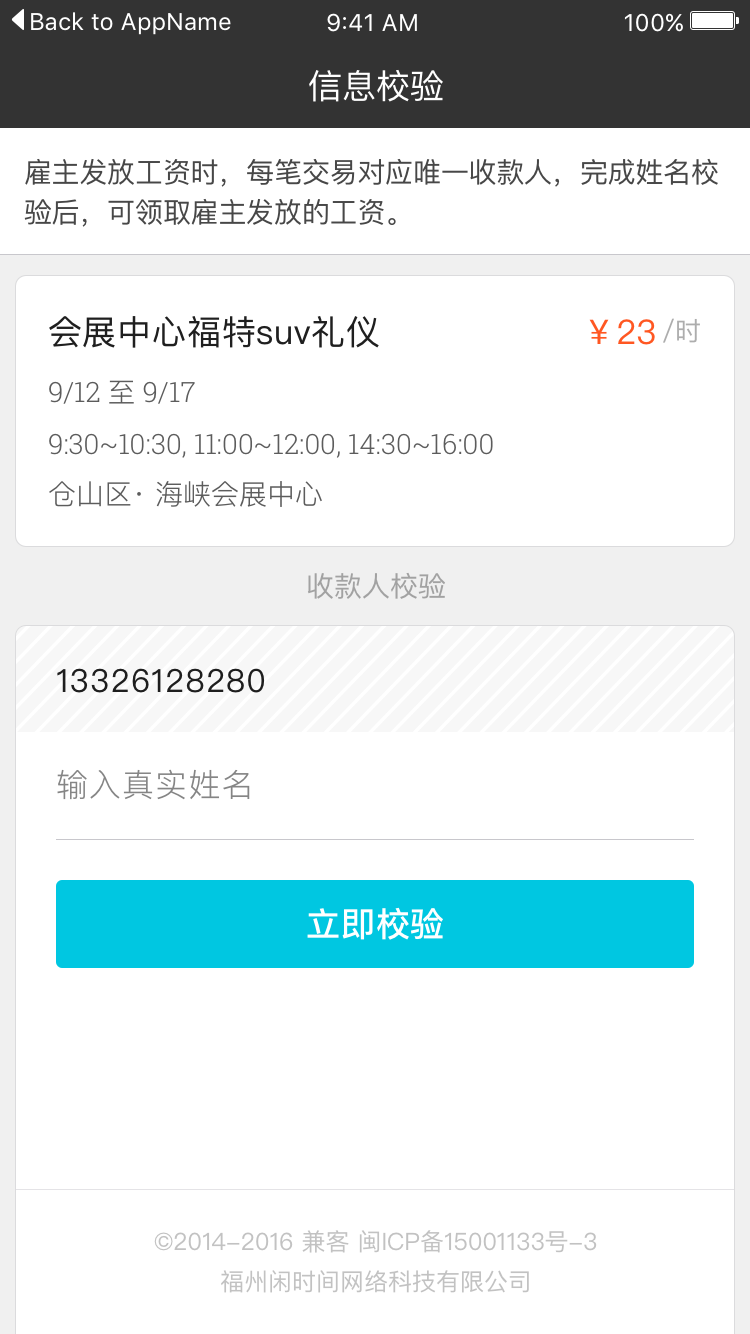 Back to AppName 9:41 AM 100%
信息校验
雇主发放工资时，每笔交易对应唯一收款人，完成姓名校
验后，可领取雇主发放的工资。
会展中心福特suv礼仪 ¥ 23 /时
9/12 至 9/17
9:30~10:30, 11:00~12:00, 14:30~16:00
仓山区· 海峡会展中心
收款人校验
13326128280
输入真实姓名
立即校验
©2014-2016 兼客 闽ICP备15001133号-3
福州闲时间网络科技有限公司